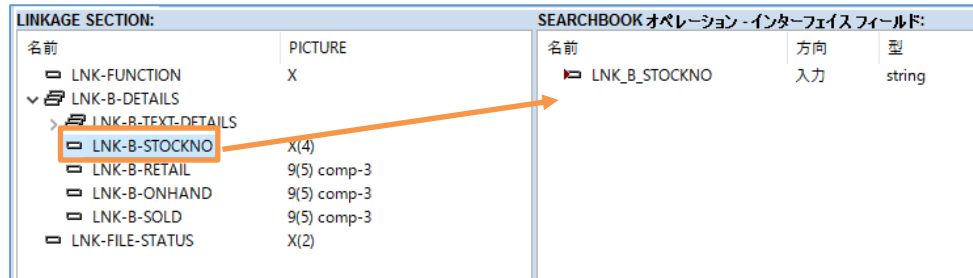 LINKAGE SECTION:
名前 PICTURE
LNK-FUNCTION X
LNK-B-DETAILS
LNK-B-TEXT-DETAILS
LNK-B-STOCKNO X(4)
LNK-B-RETAIL 9(5) comp-3
LNK-B-ONHAND 9(5) comp-3
LNK-B-SOLD 9(5) comp-3
LNK-FILE-STATUS X(2)
SEARCHBOOK オペレーション - インターフェイス フィールド:
名前 方向 型
LNK_B_STOCKNO 入力 string